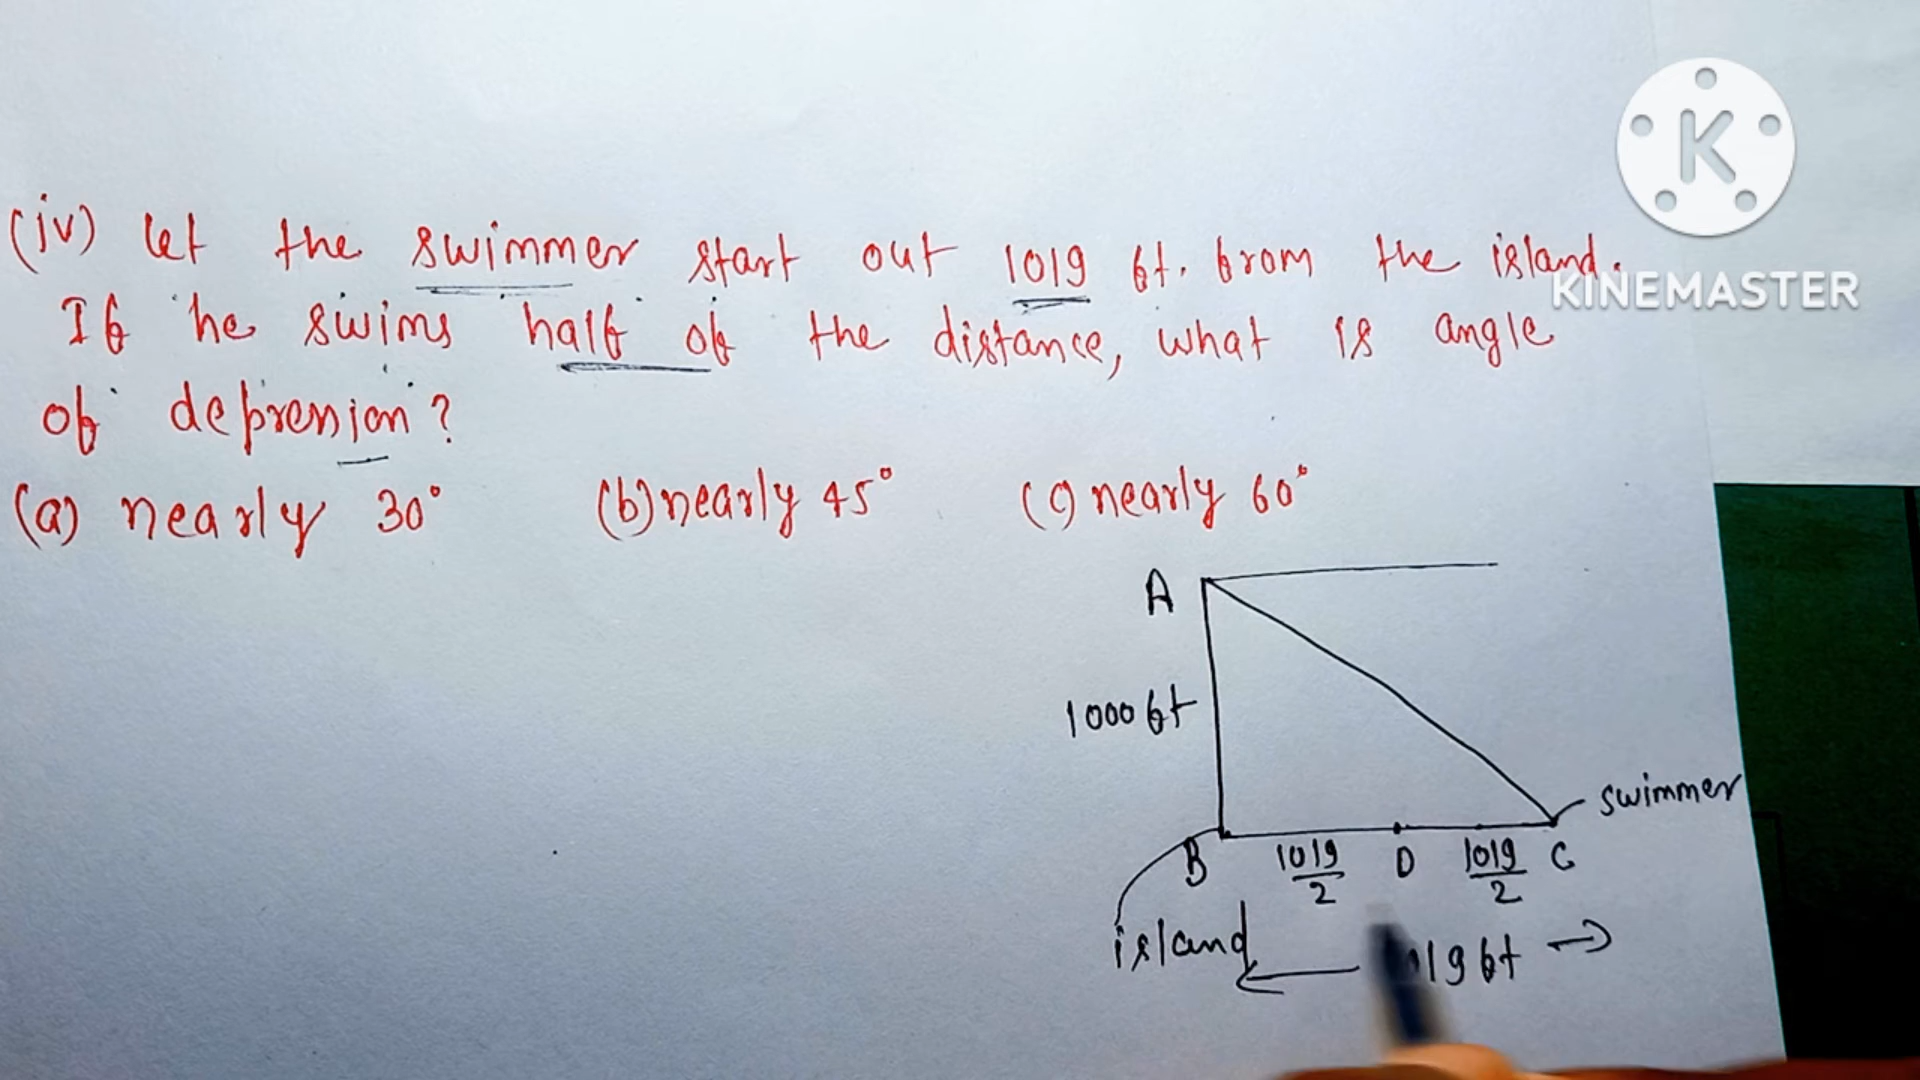 (iv) Let the swimmer start out 1019 ft. from the island.
If he swims half of the distance, what is angle
of depression?
(a) nearly 30° (b) nearly 45° (c) nearly 60°
K
KINEMASTER
A
1000 ft
swimmer
B 1019/2 D 1019/2 C
island
19 ft